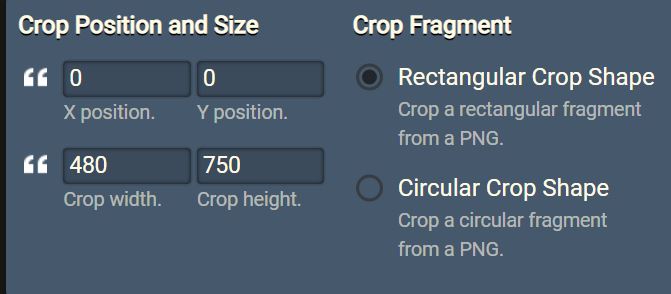 Crop Position and Size
0 0
X position. Y position.
480 750
Crop width. Crop height.
Crop Fragment
Rectangular Crop Shape
Crop a rectangular fragment
from a PNG.
Circular Crop Shape
Crop a circular fragment
from a PNG.